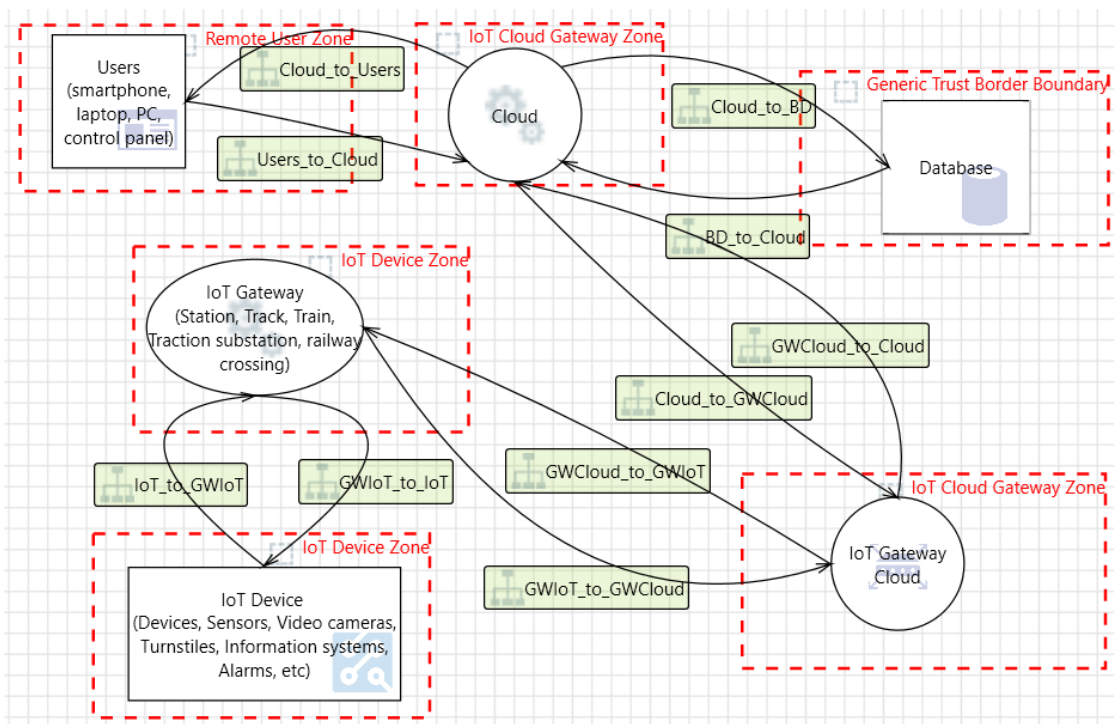 Remote User Zone
Users
(smartphone,
laptop, PC,
control panel)
Cloud_to_Users
Users_to_Cloud
IoT Cloud Gateway Zone
Cloud
Cloud_to_BD
Generic Trust Border Boundary
Database
BD_to_Cloud
IoT Device Zone
IoT Gateway
(Station, Track, Train,
Traction substation, railway
crossing)
GWCloud_to_Cloud
Cloud_to_GWCloud
IoT_to_GWIoT
GWIoT_to_IoT
GWCloud_to_GWIoT
GWIoT_to_GWCloud
IoT Cloud Gateway Zone
IoT Gateway
Cloud
IoT Device Zone
IoT Device
(Devices, Sensors, Video cameras,
Turnstiles, Information systems,
Alarms, etc)